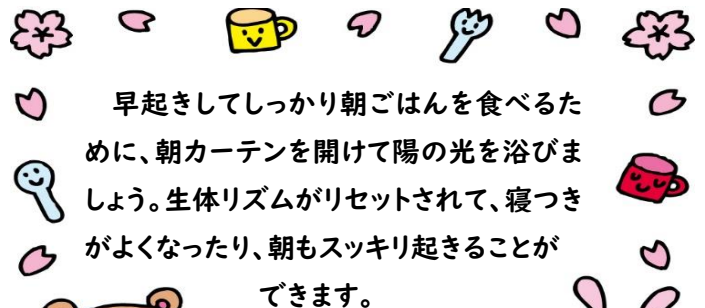 早起きしてしっかり朝ごはんを食べるた
めに、朝カーテンを開けて陽の光を浴びま
しょう。生体リズムがリセットされて、寝つき
がよくなったり、朝もスッキリ起きることが
できます。